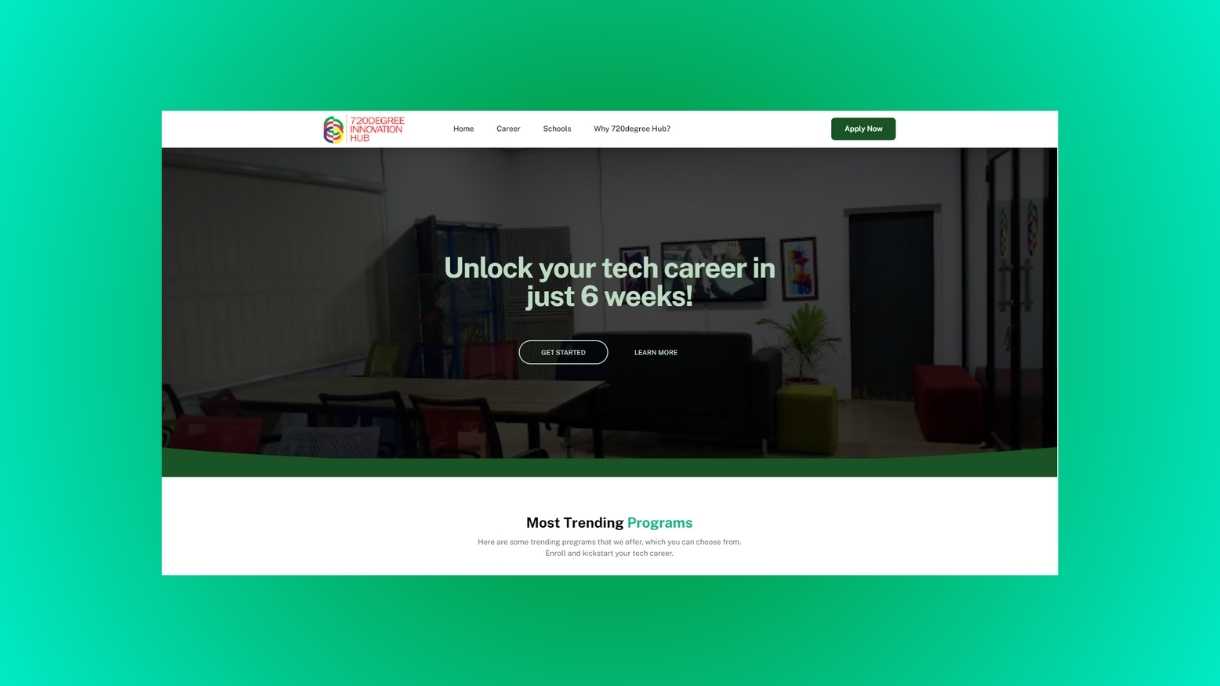 720DEGREE
INNOVATION
HUB
Home Career Schools Why 720degree Hub?
Apply Now
Unlock your tech career in
just 6 weeks!
GET STARTED LEARN MORE
Most Trending Programs
Here are some trending programs that we offer, which you can choose from.
Enroll and kickstart your tech career.